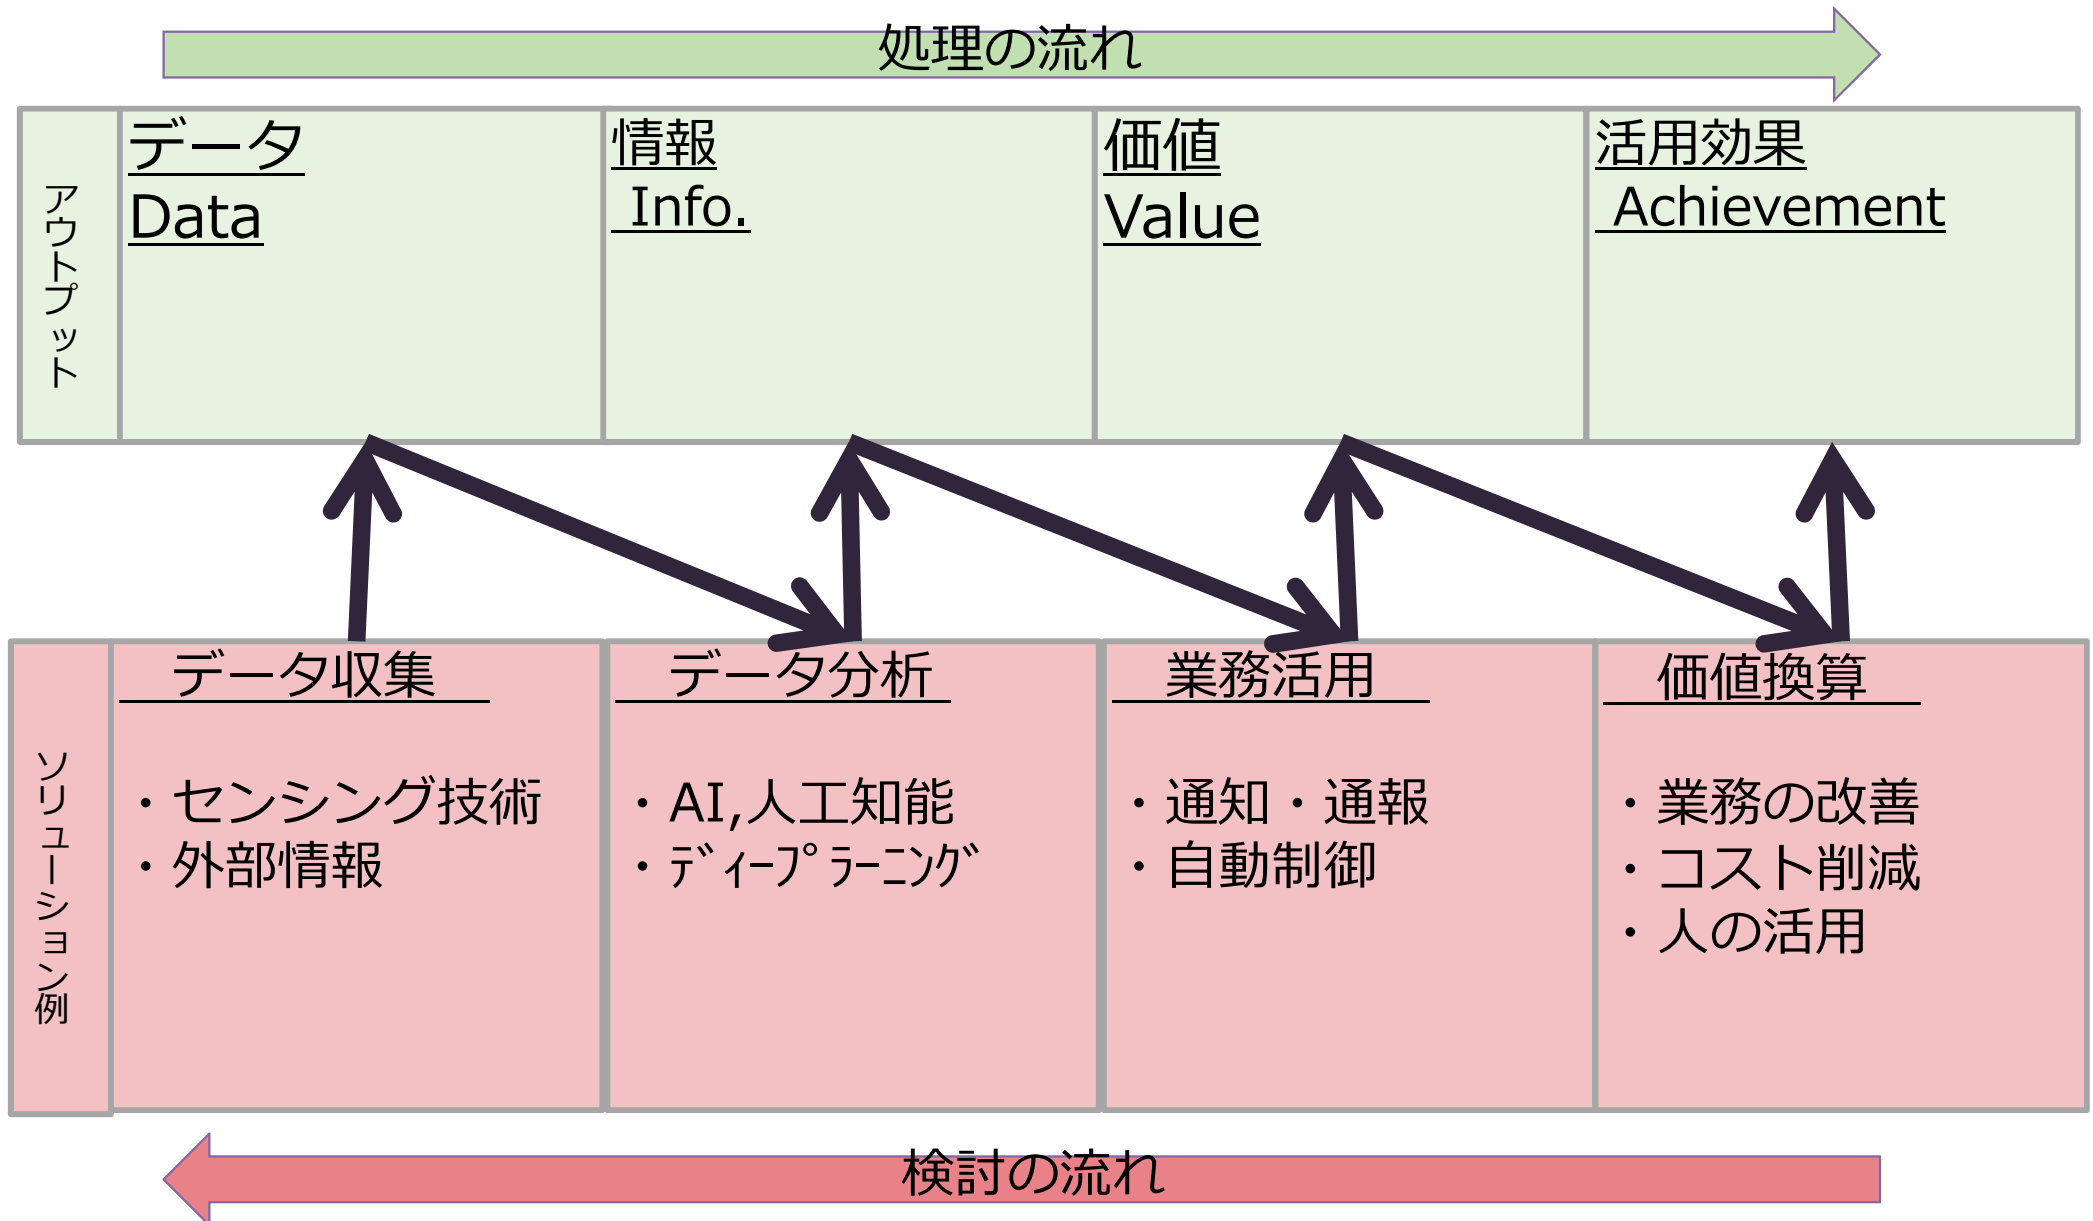 処理の流れ
アウトプット
データ
Data
情報
Info.
価値
Value
活用効果
Achievement
ソリューション例
データ収集
・センシング技術
・外部情報
データ分析
・AI,人工知能
・ﾃﾞｨｰﾌﾟﾗｰﾆﾝｸﾞ
業務活用
・通知・通報
・自動制御
価値換算
・業務の改善
・コスト削減
・人の活用
検討の流れ